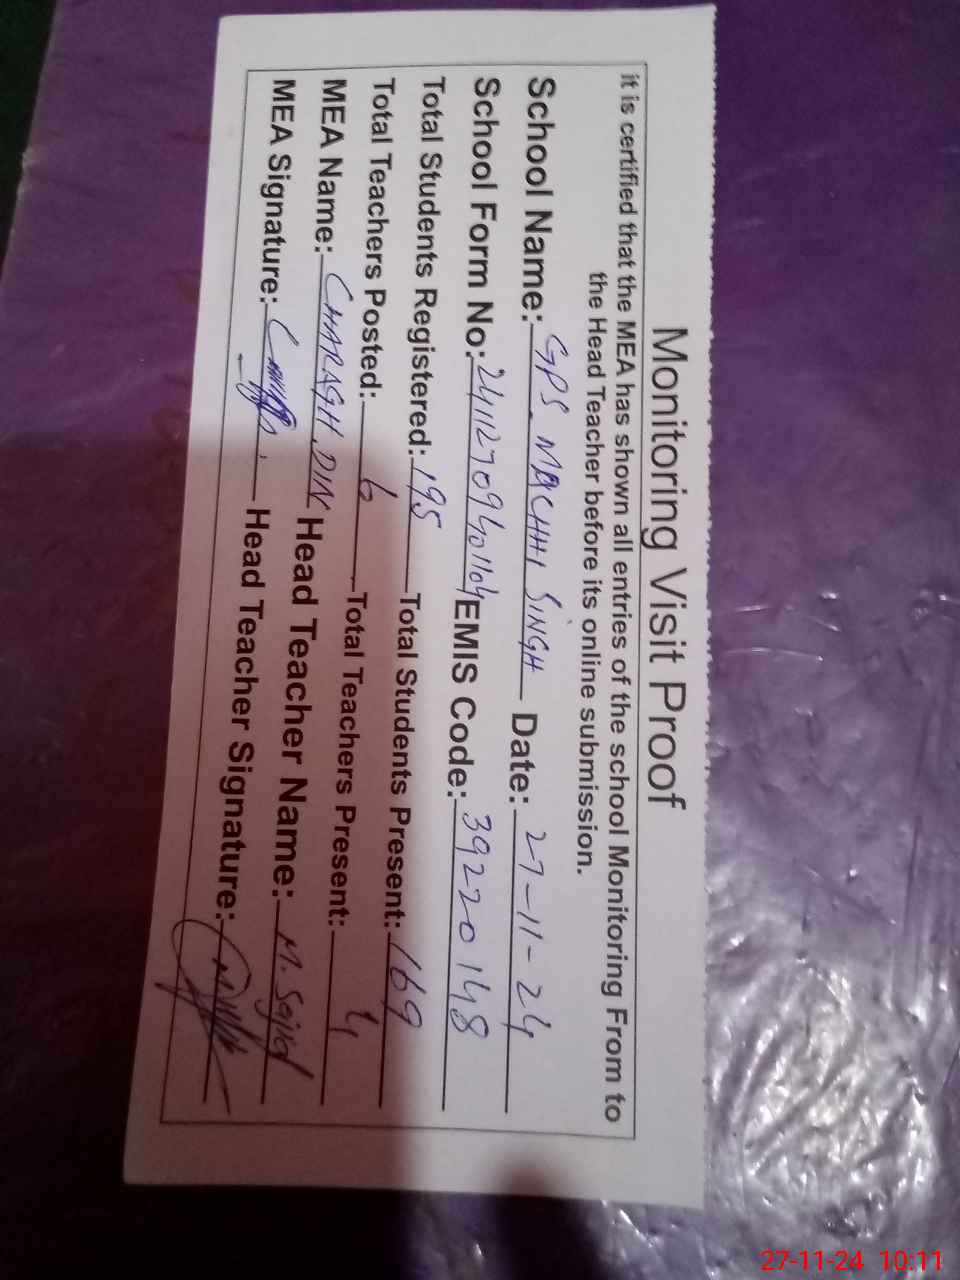 Monitoring Visit Proof
it is certified that the MEA has shown all entries of the school Monitoring From to
the Head Teacher before its online submission.
School Name: GPS MACHHI SINGH Date: 27-11-24
School Form No: 24112709401104 EMIS Code: 39220148
Total Students Registered: 195 Total Students Present: 169
Total Teachers Posted: 6 Total Teachers Present: 4
MEA Name: CHARAGH DIN Head Teacher Name: M. Sajid
MEA Signature: Head Teacher Signature:
27-11-24 10:11